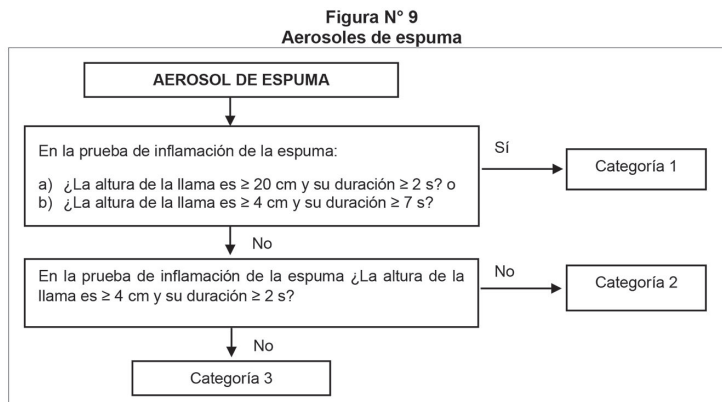 Figura N° 9
Aerosoles de espuma
AEROSOL DE ESPUMA
En la prueba de inflamación de la espuma:
a) ¿La altura de la llama es ≥ 20 cm y su duración ≥ 2 s? o
b) ¿La altura de la llama es ≥ 4 cm y su duración ≥ 7 s?
Sí
Categoría 1
No
En la prueba de inflamación de la espuma ¿La altura de la
llama es ≥ 4 cm y su duración ≥ 2 s?
No
Categoría 2
No
Categoría 3